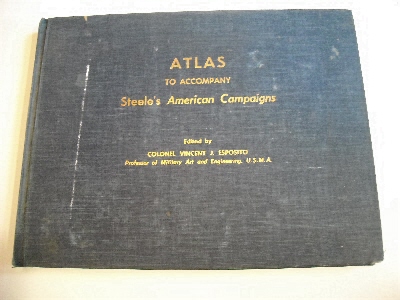 ATLAS
TO ACCOMPANY
Steele's American Campaigns
Edited by
COLONEL VINCENT J. ESPOSITO
Professor of Military Art and Engineering, U.S.M.A.